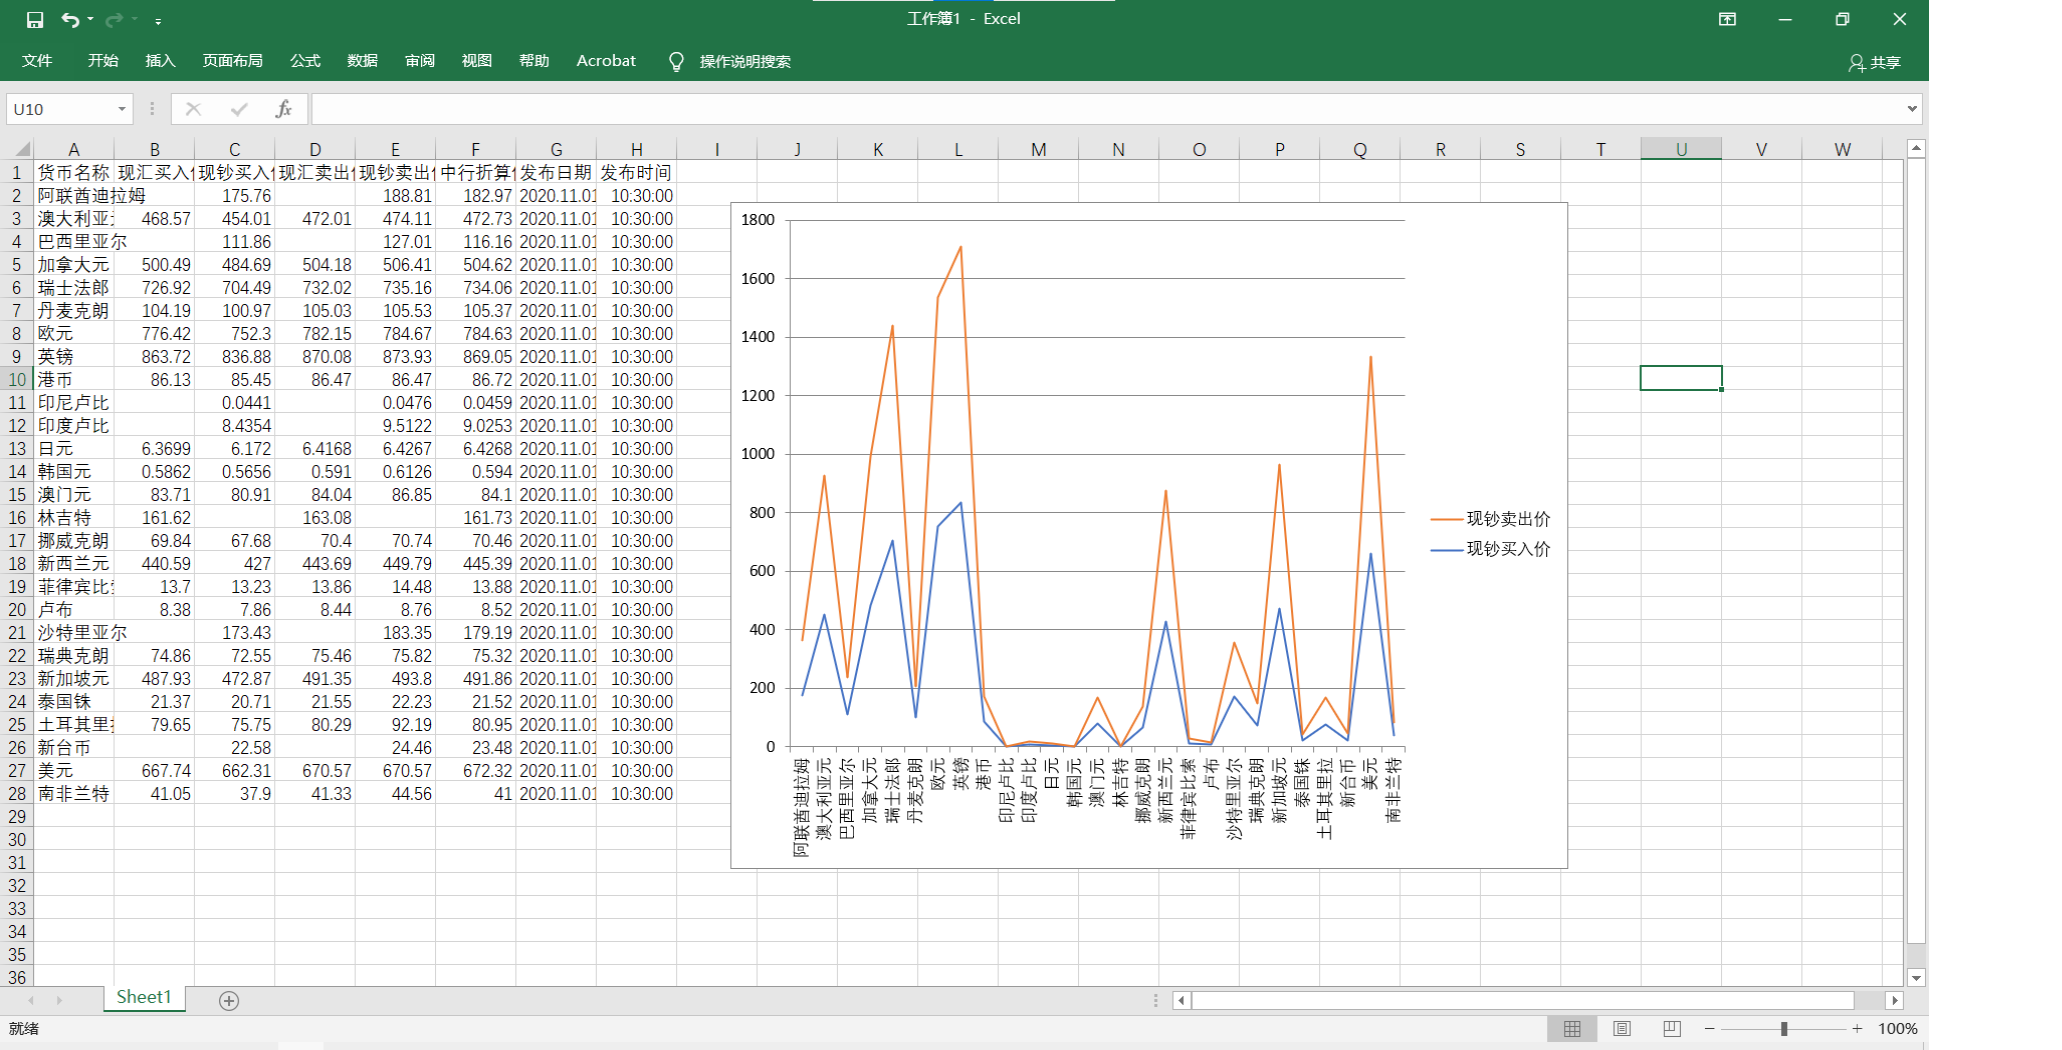 工作簿1 - Excel
文件 开始 插入 页面布局 公式 数据 审阅 视图 帮助 Acrobat 操作说明搜索 共享
U10 fx
A B C D E F G H I J K L M N O P Q R S T U V W
1 货币名称 现汇买入 现钞买入 现汇卖出 现钞卖出 中行折算 发布日期 发布时间
2 阿联酋迪拉姆 175.76 188.81 182.97 2020.11.01 10:30:00
3 澳大利亚 468.57 454.01 472.01 474.11 472.73 2020.11.01 10:30:00
4 巴西里亚尔 111.86 127.01 116.16 2020.11.01 10:30:00
5 加拿大元 500.49 484.69 504.18 506.41 504.62 2020.11.01 10:30:00
6 瑞士法郎 726.92 704.49 732.02 735.16 734.06 2020.11.01 10:30:00
7 丹麦克朗 104.19 100.97 105.03 105.53 105.37 2020.11.01 10:30:00
8 欧元 776.42 752.3 782.15 784.67 784.63 2020.11.01 10:30:00
9 英镑 863.72 836.88 870.08 873.93 869.05 2020.11.01 10:30:00
10 港币 86.13 85.45 86.47 86.47 86.72 2020.11.01 10:30:00
11 印尼卢比 0.0441 0.0476 0.0459 2020.11.01 10:30:00
12 印度卢比 8.4354 9.5122 9.0253 2020.11.01 10:30:00
13 日元 6.3699 6.172 6.4168 6.4267 6.4268 2020.11.01 10:30:00
14 韩国元 0.5862 0.5656 0.591 0.6126 0.594 2020.11.01 10:30:00
15 澳门元 83.71 80.91 84.04 86.85 84.1 2020.11.01 10:30:00
16 林吉特 161.62 163.08 161.73 2020.11.01 10:30:00
17 挪威克朗 69.84 67.68 70.4 70.74 70.46 2020.11.01 10:30:00
18 新西兰元 440.59 427 443.69 449.79 445.39 2020.11.01 10:30:00
19 菲律宾比 13.7 13.23 13.86 14.48 13.88 2020.11.01 10:30:00
20 卢布 8.38 7.86 8.44 8.76 8.52 2020.11.01 10:30:00
21 沙特里亚尔 173.43 183.35 179.19 2020.11.01 10:30:00
22 瑞典克朗 74.86 72.55 75.46 75.82 75.32 2020.11.01 10:30:00
23 新加坡元 487.93 472.87 491.35 493.8 491.86 2020.11.01 10:30:00
24 泰国铢 21.37 20.71 21.55 22.23 21.52 2020.11.01 10:30:00
25 土耳其里 79.65 75.75 80.29 92.19 80.95 2020.11.01 10:30:00
26 新台币 22.58 24.46 23.48 2020.11.01 10:30:00
27 美元 667.74 662.31 670.57 670.57 672.32 2020.11.01 10:30:00
28 南非兰特 41.05 37.9 41.33 44.56 41 2020.11.01 10:30:00
29
30
31
32
33
34
35
36
1800
1600
1400
1200
1000
800
600
400
200
0
阿联酋迪拉姆
澳大利亚元
巴西里亚尔
加拿大元
瑞士法郎
丹麦克朗
欧元
英镑
港币
印尼卢比
印度卢比
日元
韩国元
澳门元
林吉特
挪威克朗
新西兰元
菲律宾比索
卢布
沙特里亚尔
瑞典克朗
新加坡元
泰国铢
土耳其里拉
新台币
美元
南非兰特
现钞卖出价
现钞买入价
Sheet1
就绪 100%